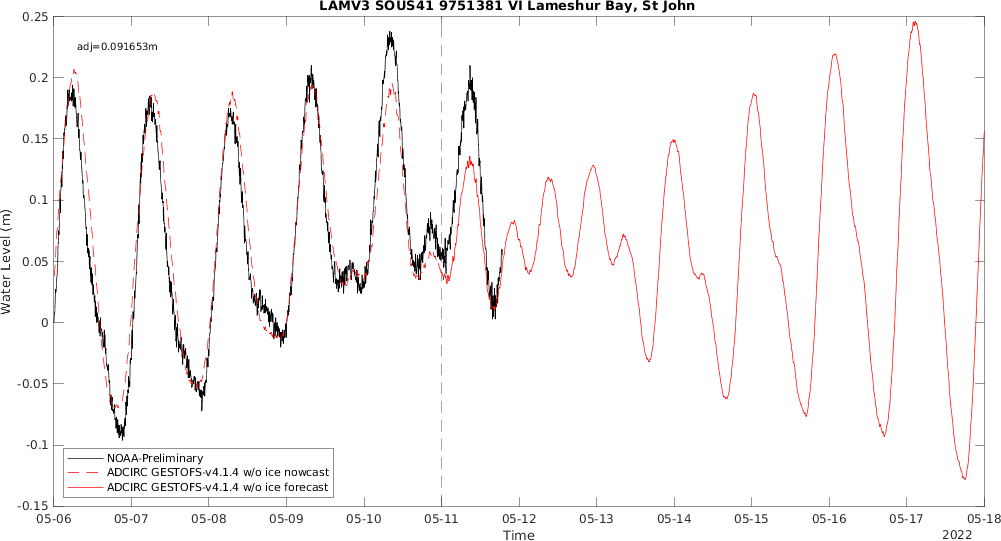 LAMV3 SOUS41 9751381 VI Lameshur Bay, St John
0.25
adj=0.091653m
0.2
0.15
0.1
0.05
0
-0.05
-0.1
-0.15
Water Level (m)
NOAA-Preliminary
ADCIRC GESTOFS-v4.1.4 w/o ice nowcast
ADCIRC GESTOFS-v4.1.4 w/o ice forecast
05-06 05-07 05-08 05-09 05-10 05-11 05-12 05-13 05-14 05-15 05-16 05-17 05-18
Time
2022